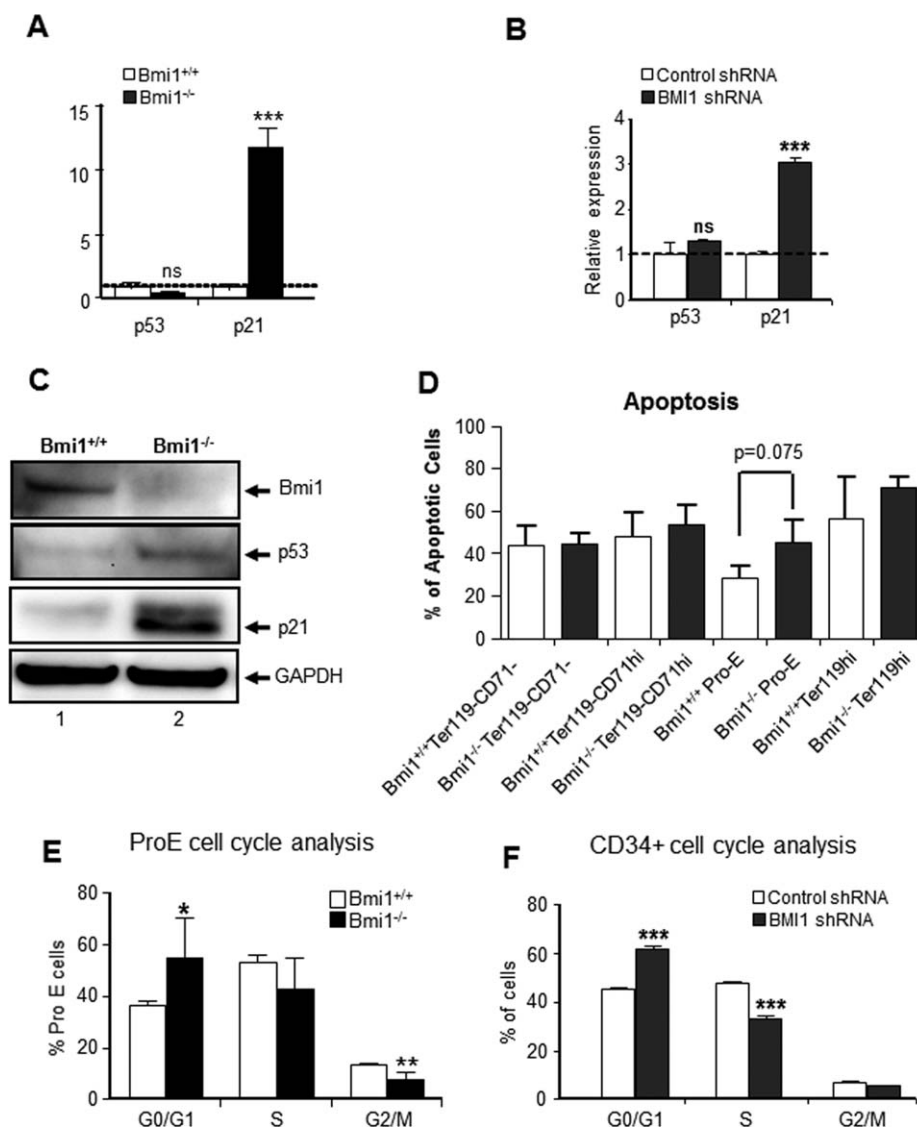 A
Bmi1+/+
Bmi1-/-
15
10
5
0
***
ns
p53
p21
B
Control shRNA
BMI1 shRNA
Relative expression
4
3
2
1
0
***
ns
p53
p21
C
Bmi1+/+
Bmi1-/-
Bmi1
p53
p21
GAPDH
1
2
D
Apoptosis
% of Apoptotic Cells
100
80
60
40
20
0
p=0.075
Bmi1+/+Ter119-CD71-
Bmi1-/- Ter119-CD71-
Bmi1+/+Ter119-CD71hi
Bmi1-/- Ter119-CD71hi
Bmi1+/+ Pro-E
Bmi1-/- Pro-E
Bmi1+/+Ter119hi
Bmi1-/- Ter119hi
E
ProE cell cycle analysis
Bmi1+/+
Bmi1-/-
% Pro E cells
80
60
40
20
0
*
**
G0/G1
S
G2/M
F
CD34+ cell cycle analysis
Control shRNA
BMI1 shRNA
% of cells
80
60
40
20
0
***
***
G0/G1
S
G2/M